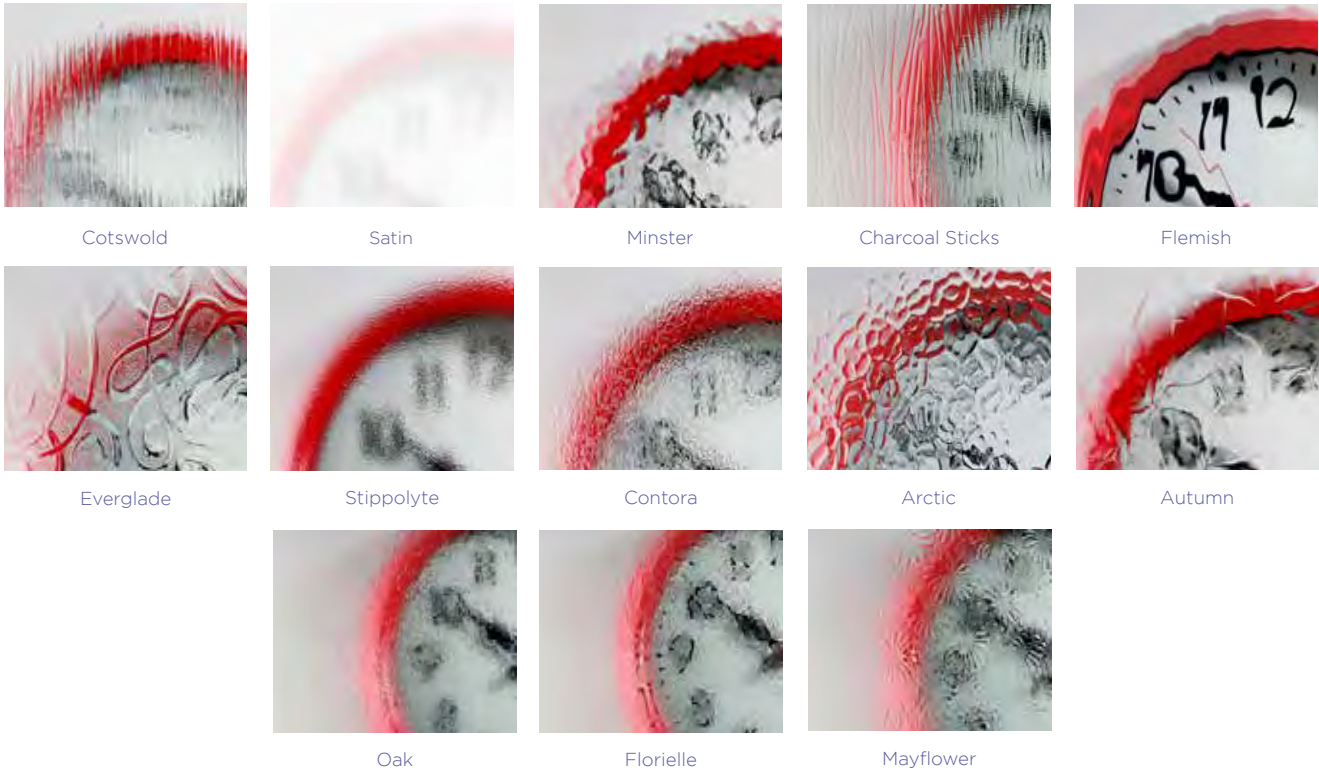 12
11
10
Cotswold
Satin
Minster
Charcoal Sticks
Flemish
Everglade
Stippolyte
Contora
Arctic
Autumn
Oak
Florielle
Mayflower